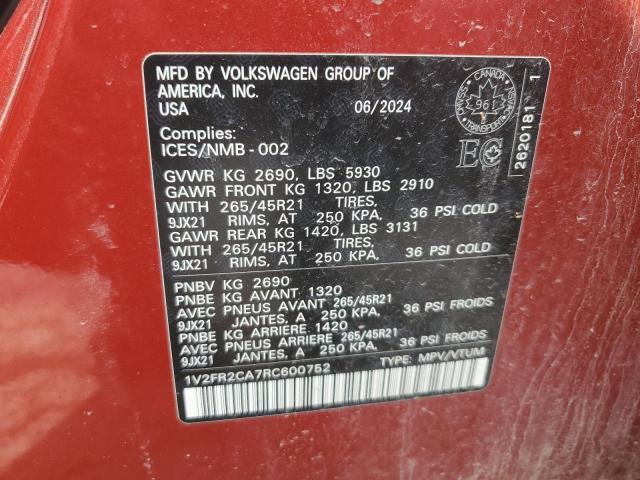 MFD BY VOLKSWAGEN GROUP OF
AMERICA, INC.
USA 06/2024
Complies:
ICES/NMB-002
GVWR KG 2690, LBS 5930
GAWR FRONT KG 1320, LBS 2910
WITH 265/45R21 TIRES,
9JX21 RIMS, AT 250 KPA, 36 PSI COLD
GAWR REAR KG 1420, LBS 3131
WITH 265/45R21 TIRES,
9JX21 RIMS, AT 250 KPA, 36 PSI COLD
PNBV KG 2690
PNBE KG AVANT 1320
AVEC PNEUS AVANT 265/45R21
9JX21 JANTES, A 250 KPA, 36 PSI FROIDS
PNBE KG ARRIERE 1420
AVEC PNEUS ARRIERE 265/45R21
9JX21 JANTES, A 250 KPA, 36 PSI FROIDS
1V2FR2CA7RC600752 TYPE: MPV/VTUM
CANADA
TRANSPORT
961
EC
2620181 1